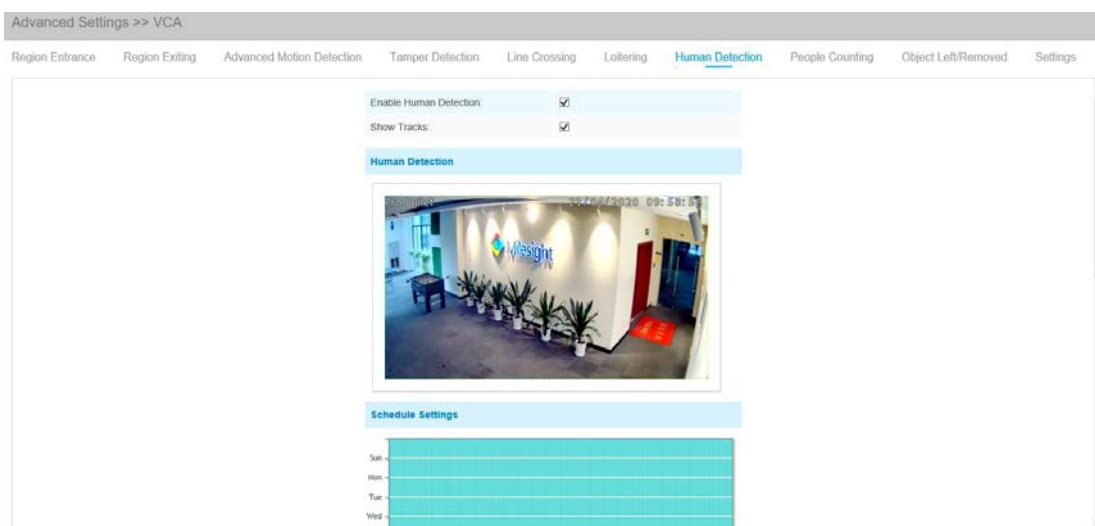 Advanced Settings >> VCA
Region Entrance Region Exiting Advanced Motion Detection Tamper Detection Line Crossing Loitering Human Detection People Counting Object Left/Removed Settings
Enable Human Detection:
Show Tracks:
Human Detection
Milesight
Schedule Settings
Sun
Mon
Tue
Wed